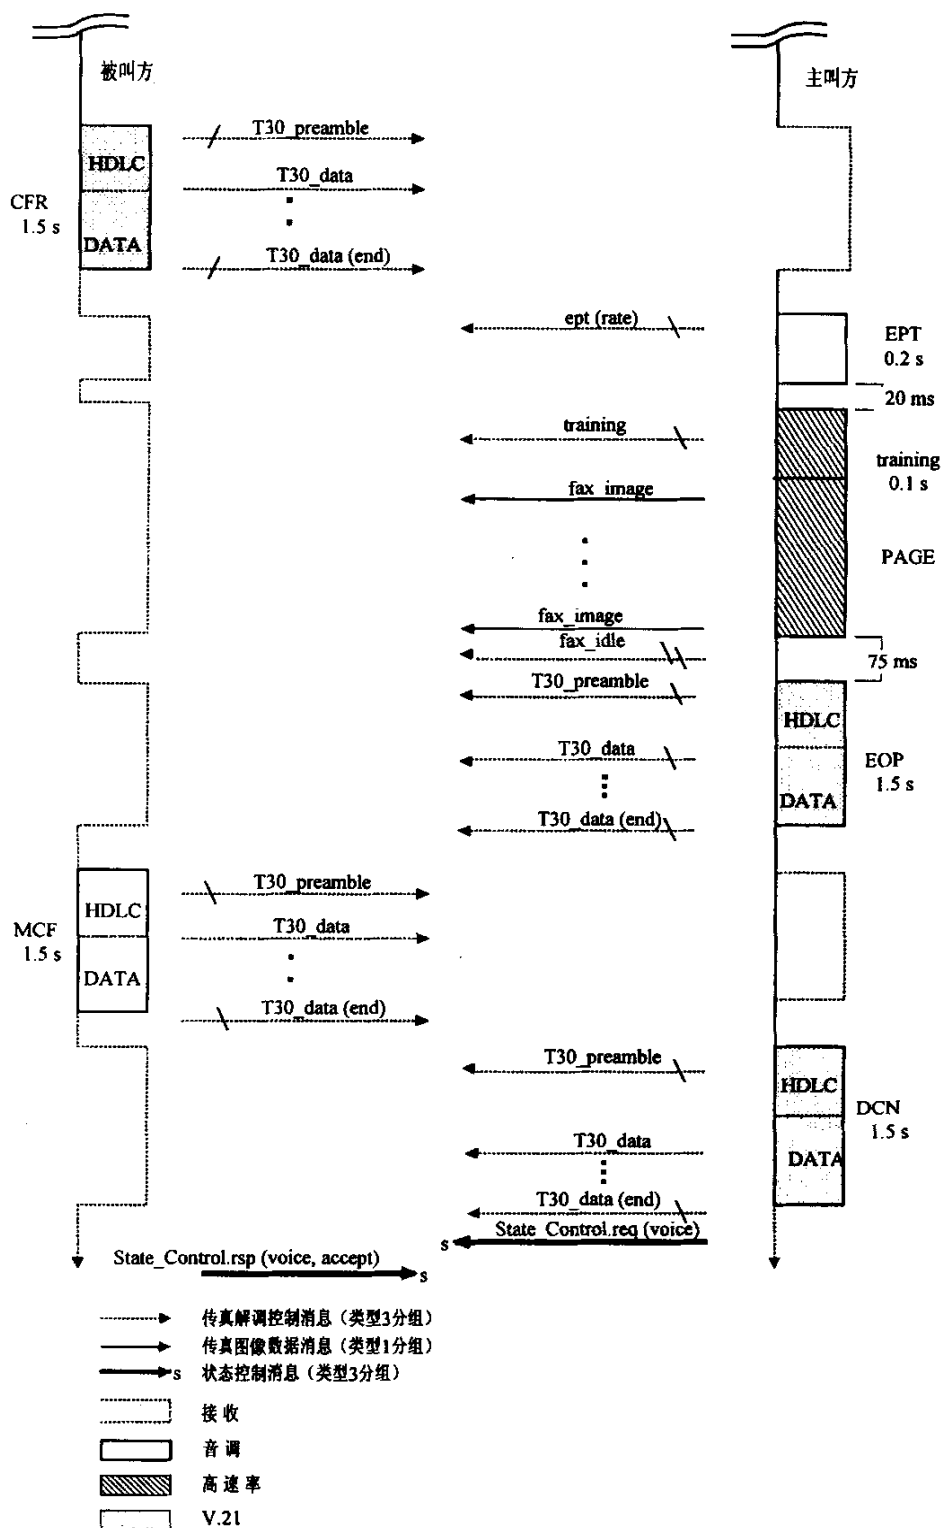 被叫方
主叫方
T30_preamble
HDLC
T30_data
CFR
1.5 s
DATA
T30_data (end)
ept (rate)
EPT
0.2 s
20 ms
training
training
0.1 s
fax_image
PAGE
fax_image
fax_idle
75 ms
T30_preamble
HDLC
T30_data
EOP
1.5 s
DATA
T30_data (end)
T30_preamble
HDLC
MCF
T30_data
1.5 s
DATA
T30_data (end)
T30_preamble
HDLC
DCN
1.5 s
T30_data
DATA
T30_data (end)
State_Control.req (voice)
s
State_Control.rsp (voice, accept)
s
传真解调控制消息（类型3分组）
传真图像数据消息（类型1分组）
s 状态控制消息（类型3分组）
接收
音调
高速率
V.21